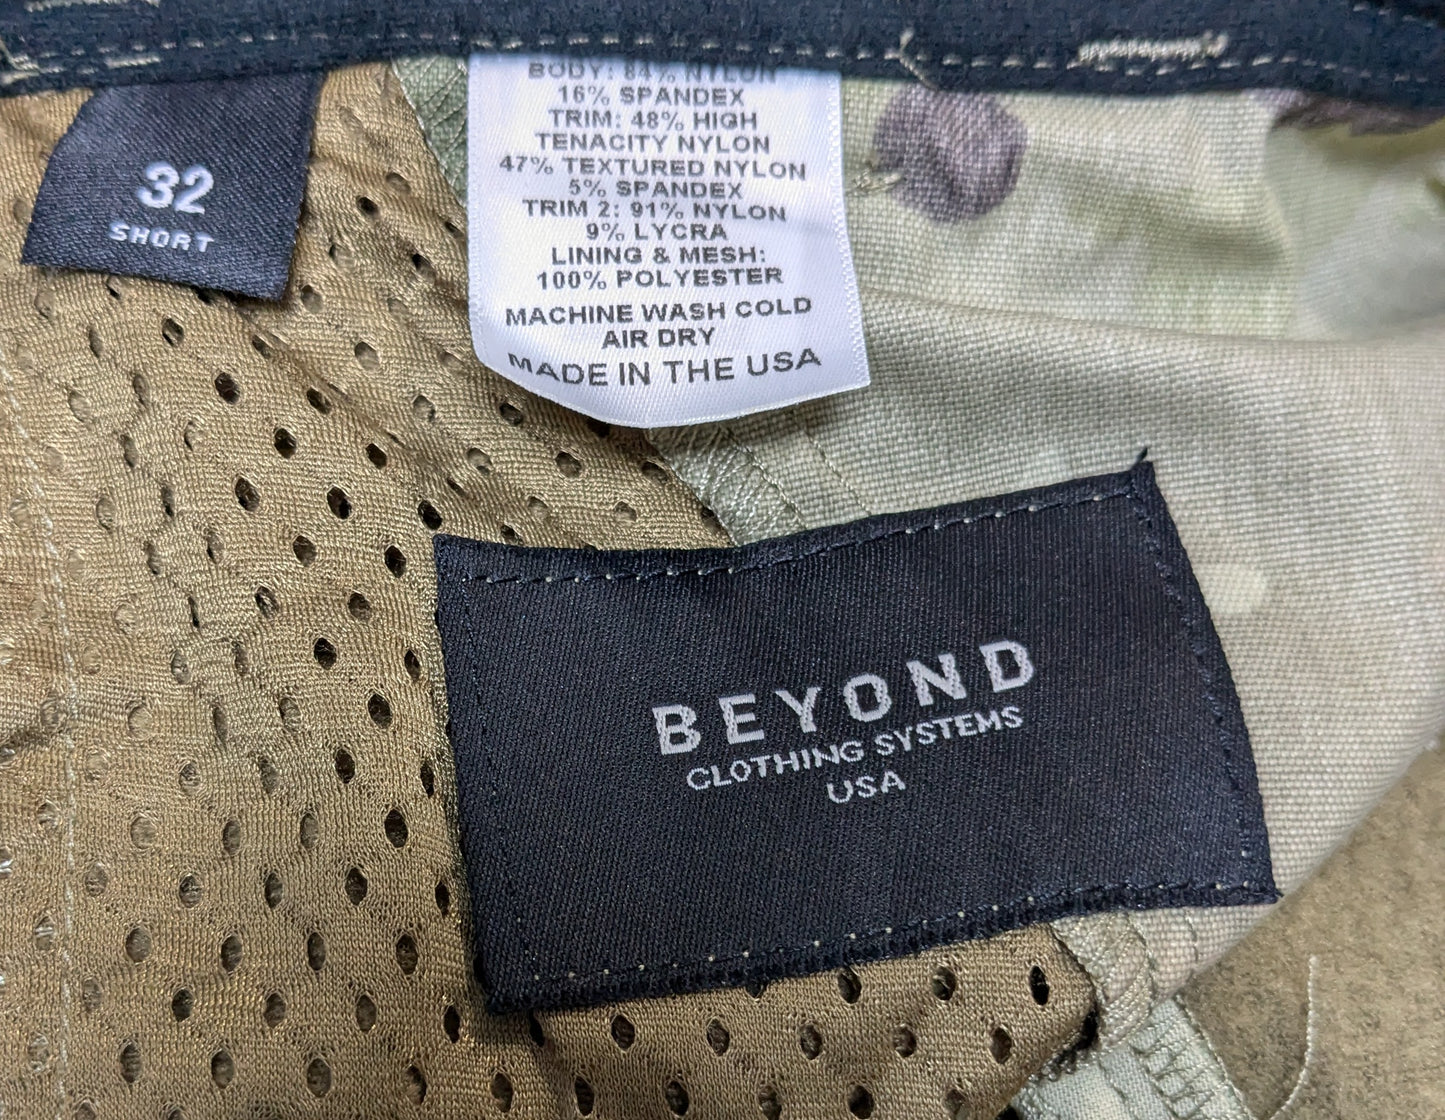 32
SHORT
BODY: 84% NYLON
16% SPANDEX
TRIM: 48% HIGH
TENACITY NYLON
47% TEXTURED NYLON
5% SPANDEX
TRIM 2: 91% NYLON
9% LYCRA
LINING & MESH:
100% POLYESTER
MACHINE WASH COLD
AIR DRY
MADE IN THE USA
BEYOND
CLOTHING SYSTEMS
USA